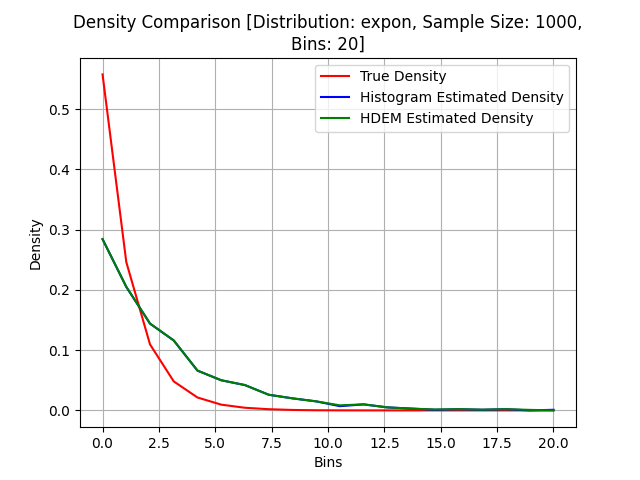 Density Comparison [Distribution: expon, Sample Size: 1000,
Bins: 20]
True Density
Histogram Estimated Density
HDEM Estimated Density
Density
0.5
0.4
0.3
0.2
0.1
0.0
0.0 2.5 5.0 7.5 10.0 12.5 15.0 17.5 20.0
Bins